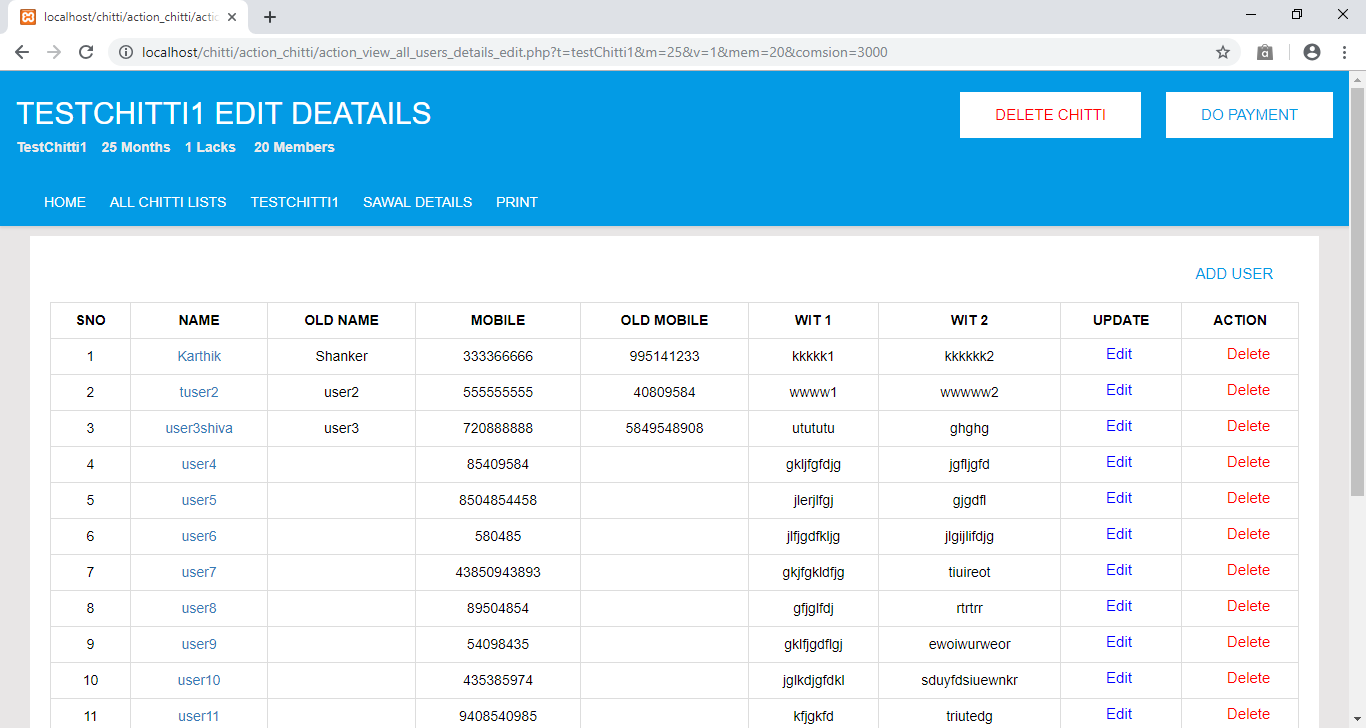 localhost/chitti/action_chitti/actio
localhost/chitti/action_chitti/action_view_all_users_details_edit.php?t=testChitti1&m=25&v=1&mem=20&comsion=3000
TESTCHITTI1 EDIT DEATAILS
DELETE CHITTI DO PAYMENT
TestChitti1 25 Months 1 Lacks 20 Members
HOME ALL CHITTI LISTS TESTCHITTI1 SAWAL DETAILS PRINT
ADD USER
SNO NAME OLD NAME MOBILE OLD MOBILE WIT 1 WIT 2 UPDATE ACTION
1 Karthik Shanker 333366666 995141233 kkkkk1 kkkkkk2 Edit Delete
2 tuser2 user2 555555555 40809584 wwww1 wwwww2 Edit Delete
3 user3shiva user3 720888888 5849548908 utututu ghghg Edit Delete
4 user4 85409584 gkljfgfdjg jgfljgfd Edit Delete
5 user5 8504854458 jlerjlfgj gjgdfl Edit Delete
6 user6 580485 jlfjgdfkljg jlgijlifdjg Edit Delete
7 user7 43850943893 gkjfgkldfjg tiuireot Edit Delete
8 user8 89504854 gfjglfdj rtrtrr Edit Delete
9 user9 54098435 gklfjgdflgj ewoiwurweor Edit Delete
10 user10 435385974 jglkdjgfdkl sduyfdsiuewnkr Edit Delete
11 user11 9408540985 kfjgkfd triutedg Edit Delete